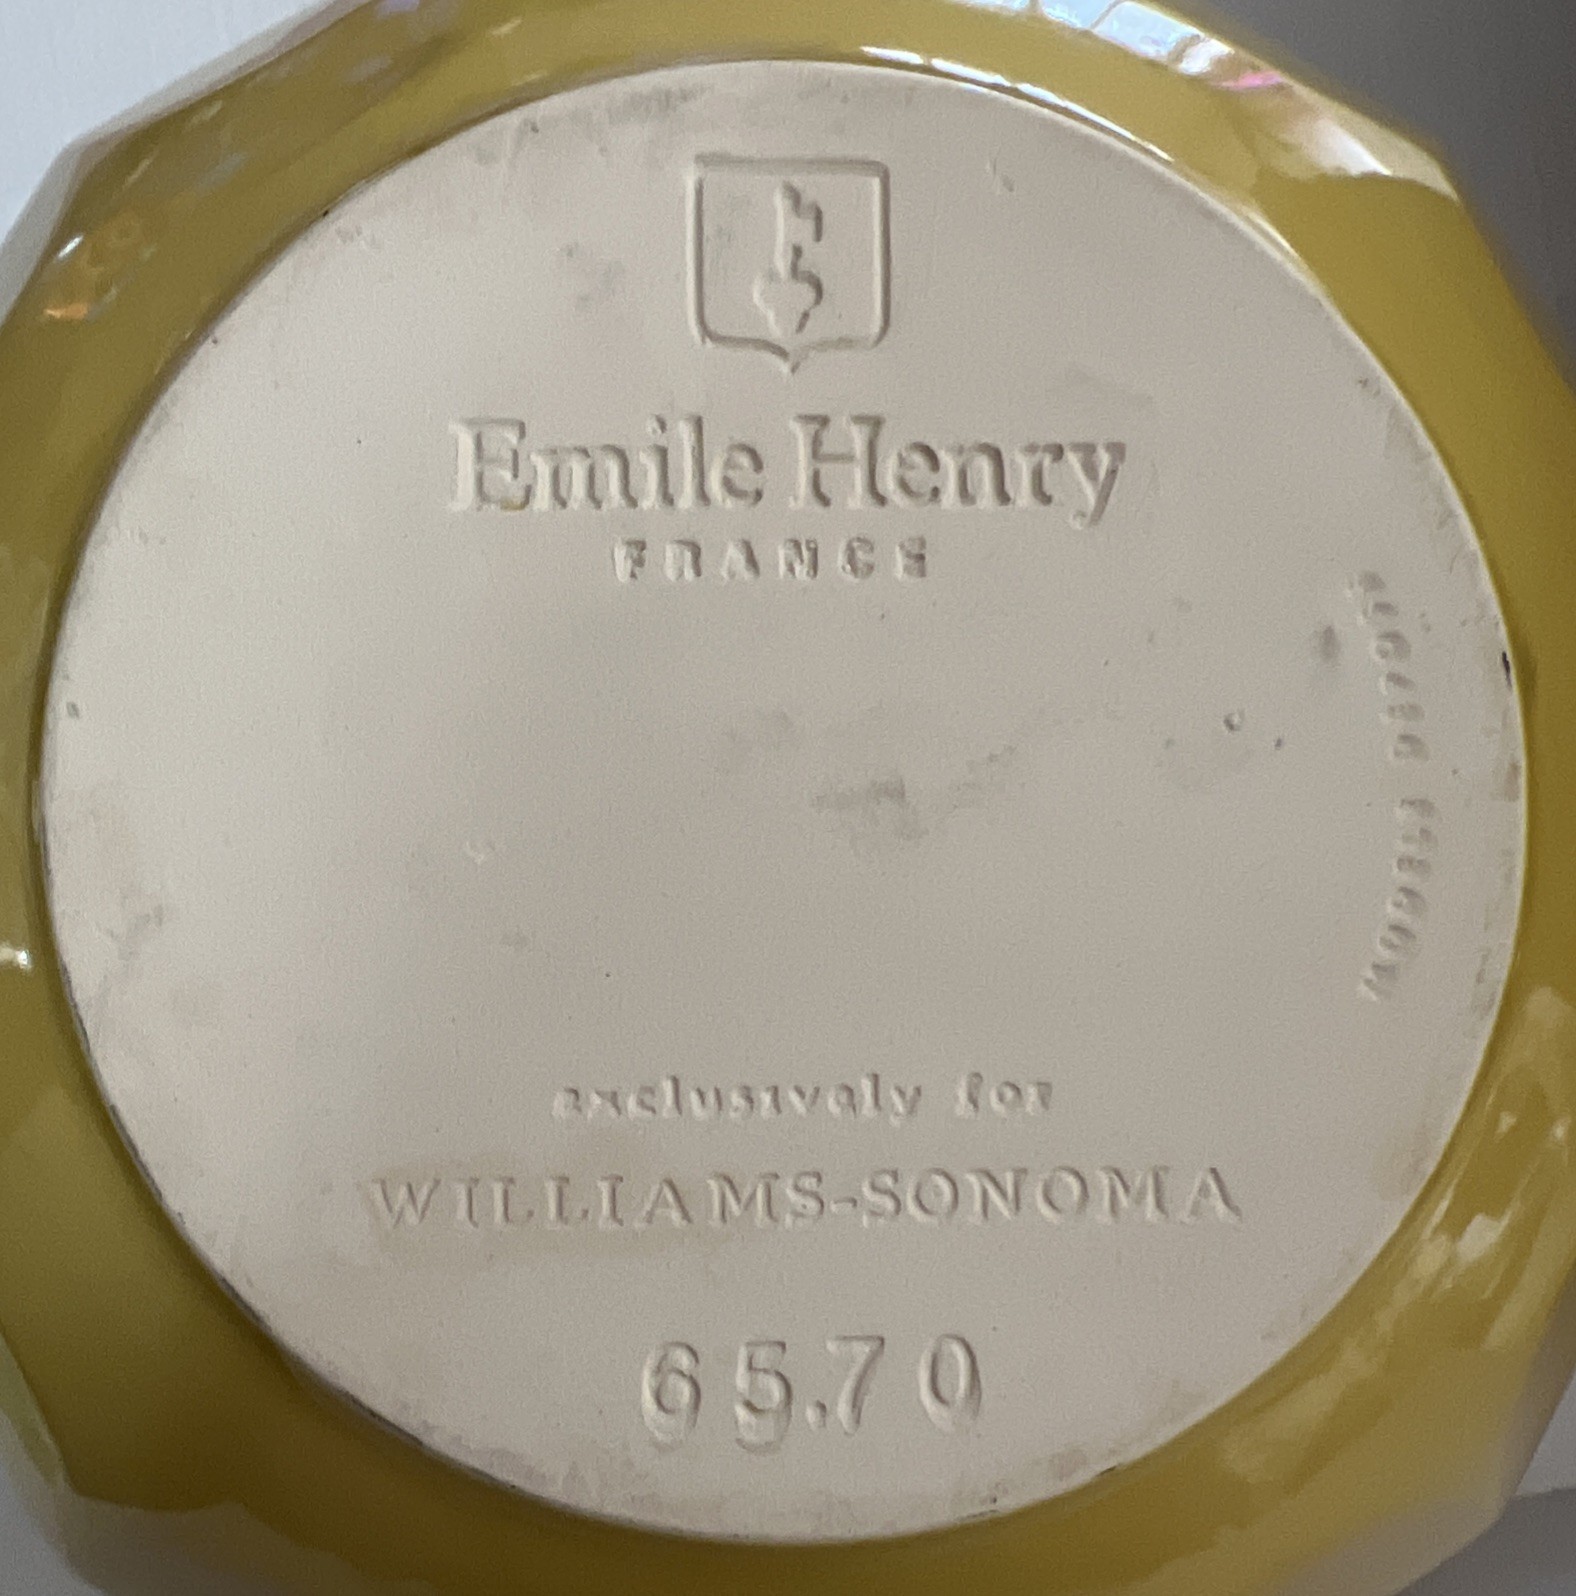 Emile Henry
FRANCE
exclusively for
WILLIAMS-SONOMA
65.70